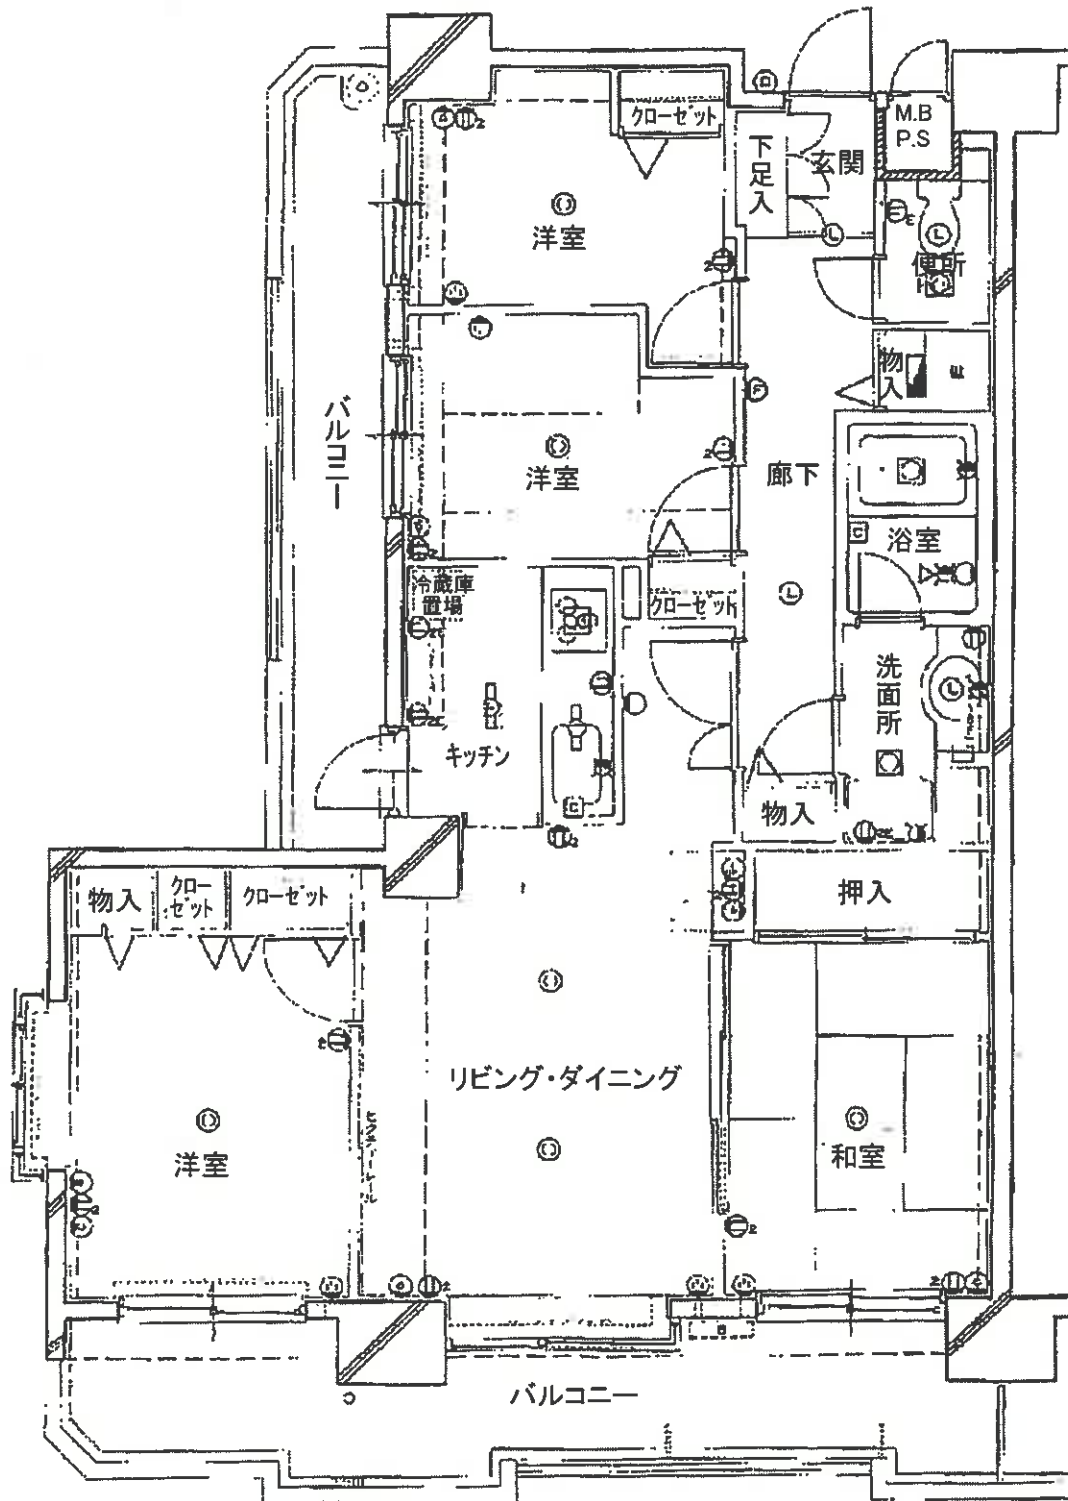 M.B
P.S
クローゼット
下足入
玄関
洋室
便所
物入
バルコニー
洋室
廊下
浴室
冷蔵庫
置場
クローゼット
洗面所
キッチン
物入
物入
クローゼット
クローゼット
押入
リビング・ダイニング
洋室
和室
バルコニー